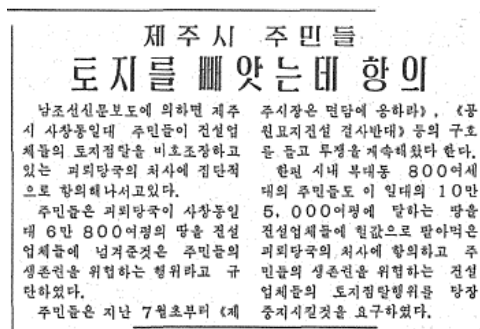 제주시 주민들
토지를 빼앗는데 항의
남조선신문보도에 의하면 제주
시 사창동일대 주민들이 건설업
체들의 토지점탈을 비호조장하고
있는 괴뢰당국의 처사에 집단적
으로 항의해나서고있다.
주민들은 괴뢰당국이 사창동일
대 6만 800여평의 땅을 건설
업체들에 넘겨준것은 주민들의
생존권을 위협하는 행위라고 규
탄하였다.
주민들은 지난 7월초부터 《제
주시장은 면담에 응하라》, 《공
원묘지건설 결사반대》 등의 구호
를 들고 투쟁을 계속해왔다 한다.
한편 시내 복대동 800여세
대의 주민들도 이 일대의 10만
5, 000여평에 달하는 땅을
건설업체들에 헐값으로 팔아먹은
괴뢰당국의 처사에 항의하고 주
민들의 생존권을 위협하는 건설
업체들의 토지점탈행위를 당장
중지시킬것을 요구하였다.